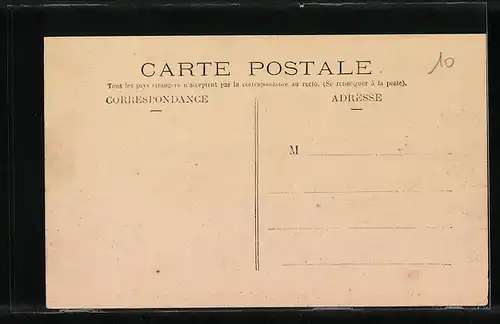 CARTE POSTALE
10
Tous les pays étrangers n'acceptent pas la correspondance au recto. (Se renseigner à la poste).
CORRESPONDANCE
ADRESSE
M